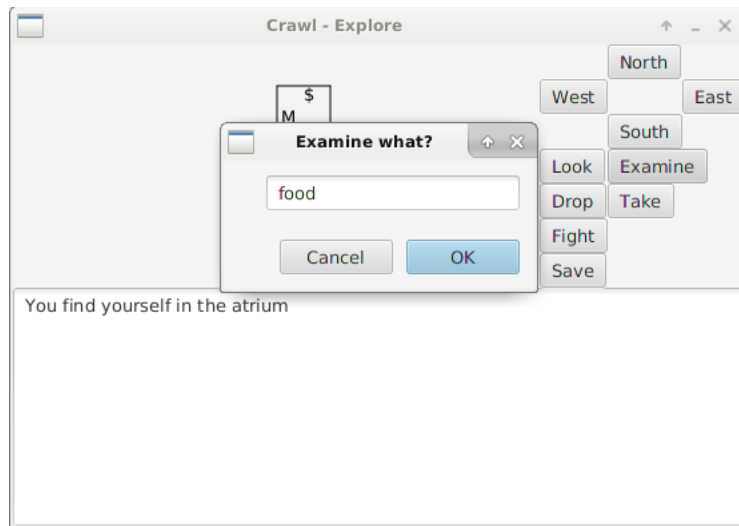 Crawl - Explore
North
$
West
East
M
Examine what?
South
Look
Examine
food
Drop
Take
Fight
Cancel
OK
Save
You find yourself in the atrium